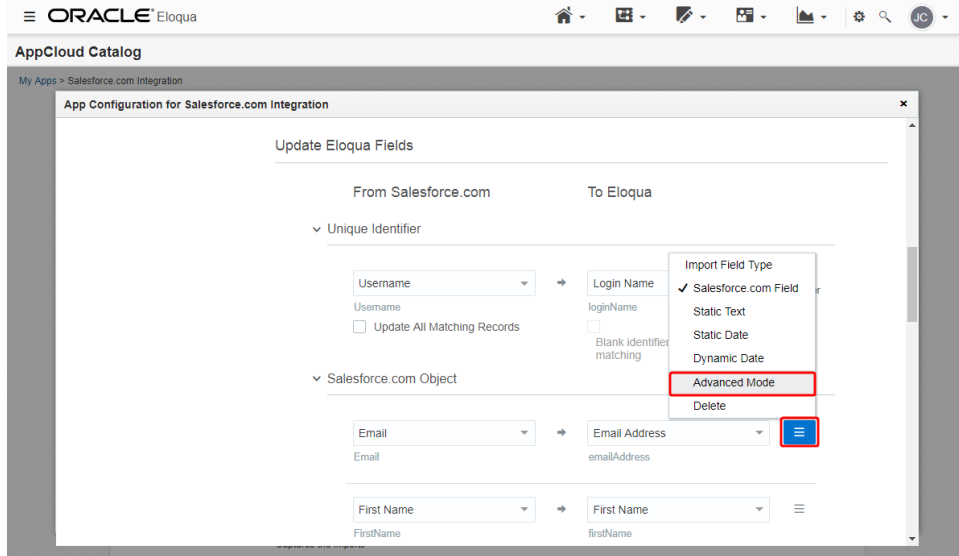 ORACLE Eloqua
JC
AppCloud Catalog
My Apps > Salesforce.com Integration
App Configuration for Salesforce.com Integration
Update Eloqua Fields
From Salesforce.com
To Eloqua
Unique Identifier
Import Field Type
Username
Login Name
Salesforce.com Field
Username
loginName
Static Text
Update All Matching Records
Static Date
Blank identifier
matching
Dynamic Date
Salesforce.com Object
Advanced Mode
Delete
Email
Email Address
Email
emailAddress
First Name
First Name
FirstName
firstName